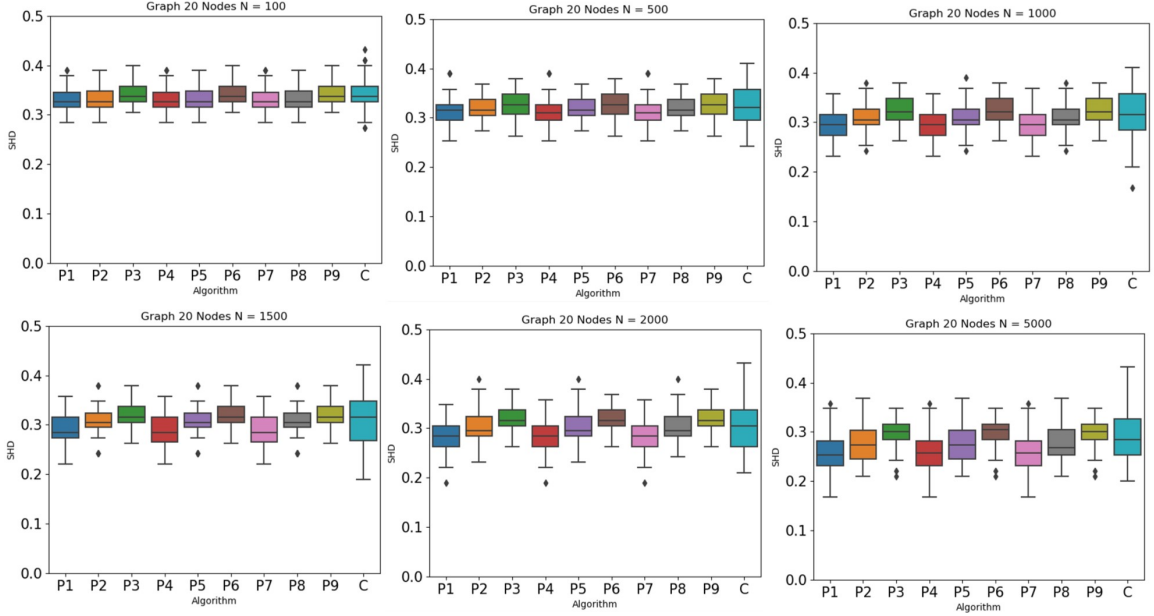 Graph 20 Nodes N = 100
0.5
0.4
0.3
0.2
0.1
0.0
SHD
P1 P2 P3 P4 P5 P6 P7 P8 P9 C
Algorithm
Graph 20 Nodes N = 500
0.5
0.4
0.3
0.2
0.1
0.0
SHD
P1 P2 P3 P4 P5 P6 P7 P8 P9 C
Algorithm
Graph 20 Nodes N = 1000
0.5
0.4
0.3
0.2
0.1
0.0
SHD
P1 P2 P3 P4 P5 P6 P7 P8 P9 C
Algorithm
Graph 20 Nodes N = 1500
0.5
0.4
0.3
0.2
0.1
0.0
SHD
P1 P2 P3 P4 P5 P6 P7 P8 P9 C
Algorithm
Graph 20 Nodes N = 2000
0.5
0.4
0.3
0.2
0.1
0.0
SHD
P1 P2 P3 P4 P5 P6 P7 P8 P9 C
Algorithm
Graph 20 Nodes N = 5000
0.5
0.4
0.3
0.2
0.1
0.0
SHD
P1 P2 P3 P4 P5 P6 P7 P8 P9 C
Algorithm